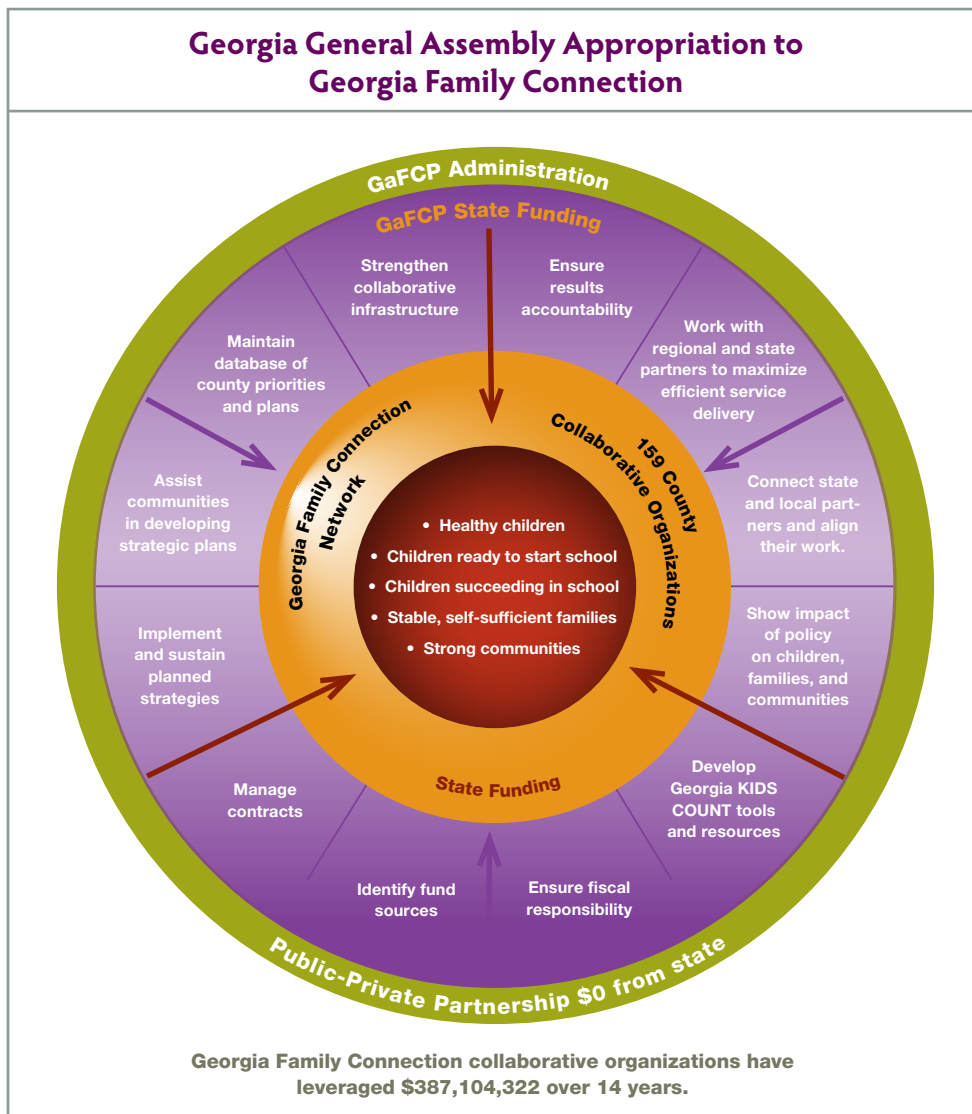 Georgia General Assembly Appropriation to
Georgia Family Connection
GaFCP Administration
GaFCP State Funding
Strengthen
collaborative
infrastructure
Ensure
results
accountability
Maintain
database of
county priorities
and plans
Work with
regional and state
partners to maximize
efficient service
delivery
Assist
communities
in developing
strategic plans
Georgia Family Connection
Network
159 County
Collaborative Organizations
Connect state
and local part-
ners and align
their work.
• Healthy children
• Children ready to start school
• Children succeeding in school
• Stable, self-sufficient families
• Strong communities
Implement
and sustain
planned
strategies
Show impact
of policy
on children,
families, and
communities
Manage
contracts
State Funding
Develop
Georgia KIDS
COUNT tools
and resources
Identify fund
sources
Ensure fiscal
responsibility
Public-Private Partnership $0 from state
Georgia Family Connection collaborative organizations have
leveraged $387,104,322 over 14 years.